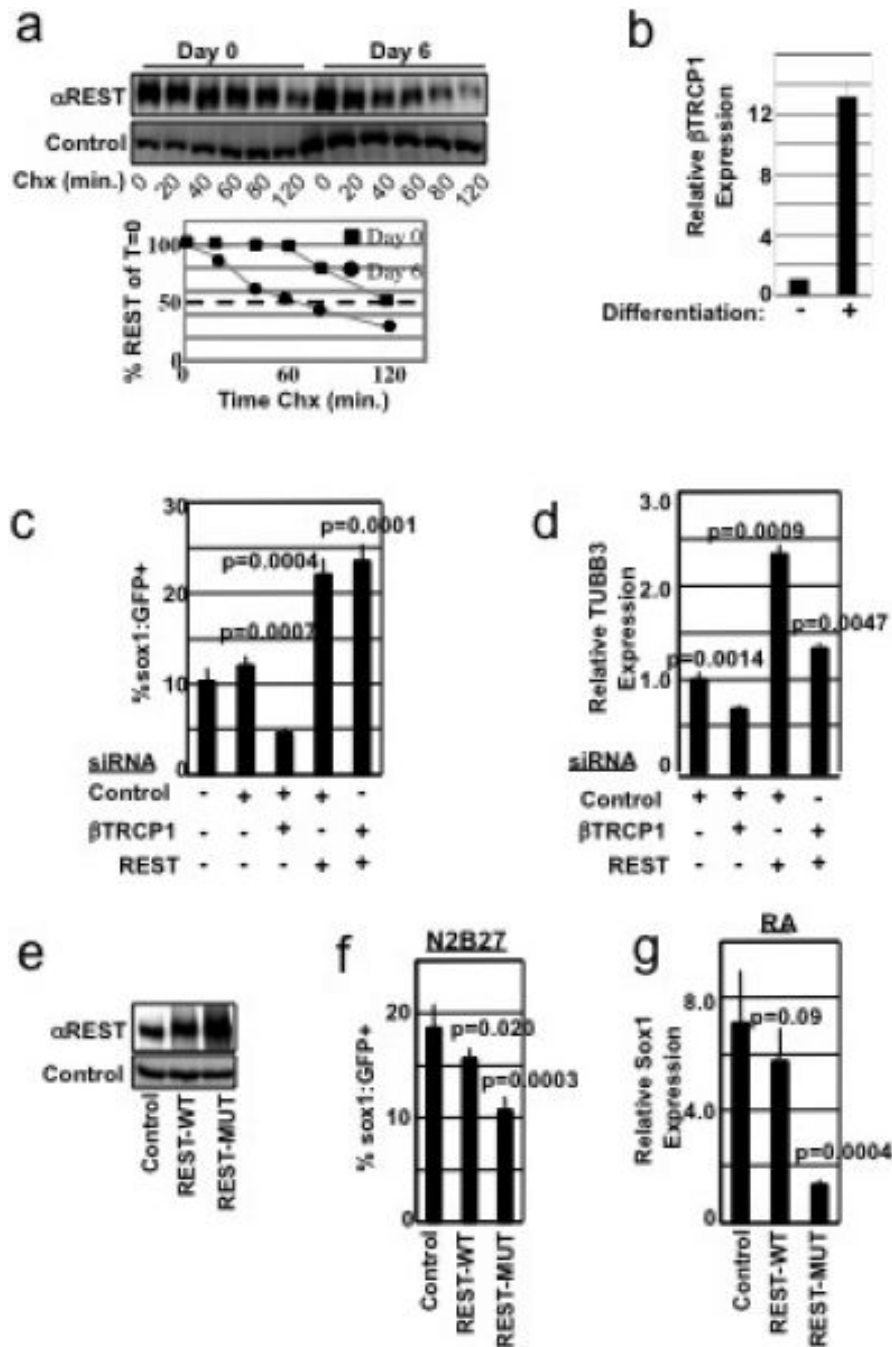 a
Day 0 Day 6
αREST
Control
Chx (min.) 0 20 40 60 80 120 0 20 40 60 80 120
% REST of T=0
100
50
0
Day 0
Day 6
0 60 120
Time Chx (min.)
b
Relative βTRCP1
Expression
12
8
4
0
Differentiation: - +
c
%sox1:GFP+
30
20
10
0
p=0.0001
p=0.0004
p=0.0007
siRNA
Control - + + + -
βTRCP1 - - + - +
REST - - - + +
d
Relative TUBB3
Expression
3.0
2.0
1.0
0
p=0.0009
p=0.0047
p=0.0014
siRNA
Control + + + -
βTRCP1 - + - +
REST - - + +
e
αREST
Control
Control
REST-WT
REST-MUT
f
N2B27
% sox1:GFP+
20
10
0
p=0.020
p=0.0003
Control
REST-WT
REST-MUT
g
RA
Relative Sox1
Expression
8.0
4.0
0
p=0.09
p=0.0004
Control
REST-WT
REST-MUT